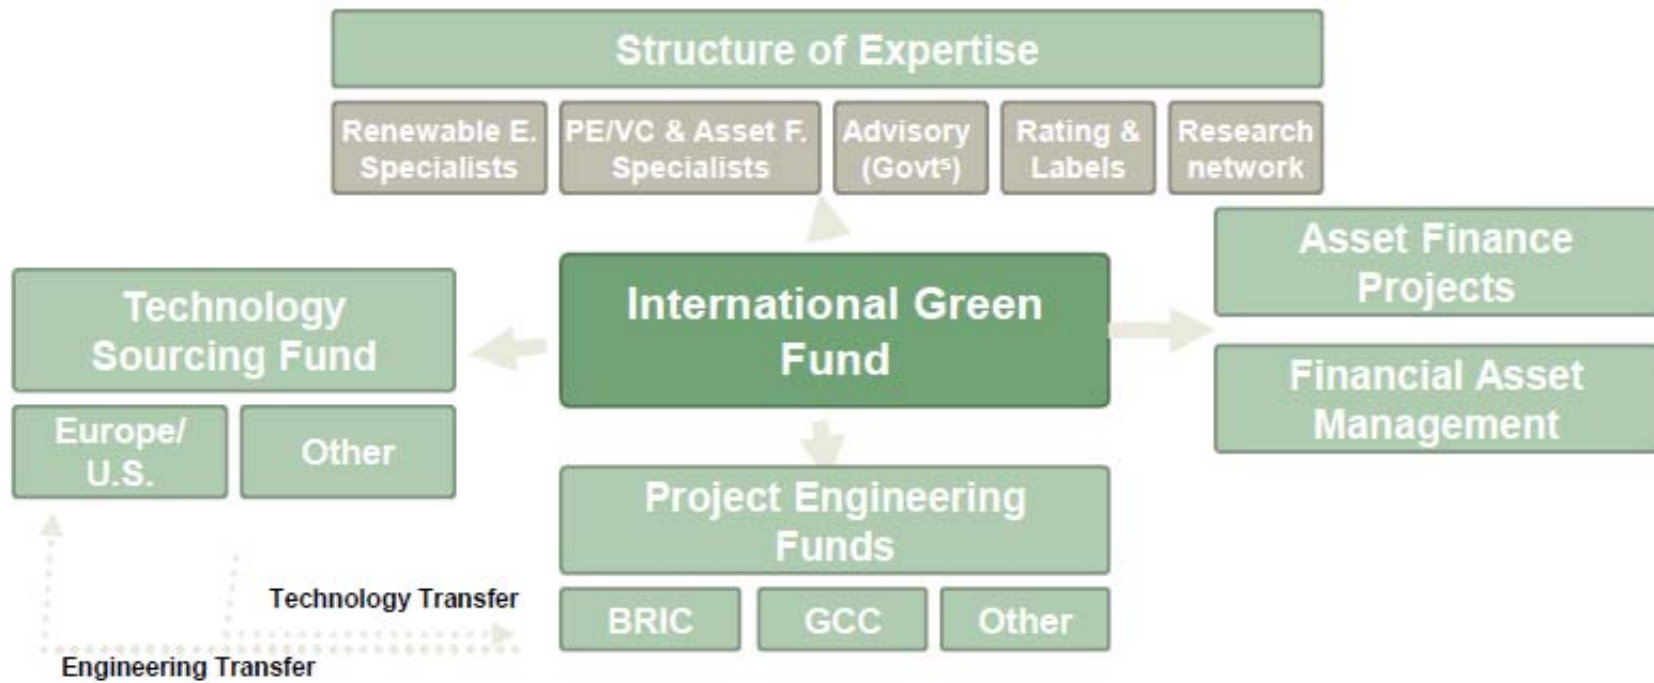 Structure of Expertise
Renewable E.
Specialists
PE/VC & Asset F.
Specialists
Advisory
(Govtˢ)
Rating &
Labels
Research
network
Asset Finance
Projects
Technology
Sourcing Fund
International Green
Fund
Financial Asset
Management
Europe/
U.S.
Other
Project Engineering
Funds
Technology Transfer
BRIC
GCC
Other
Engineering Transfer